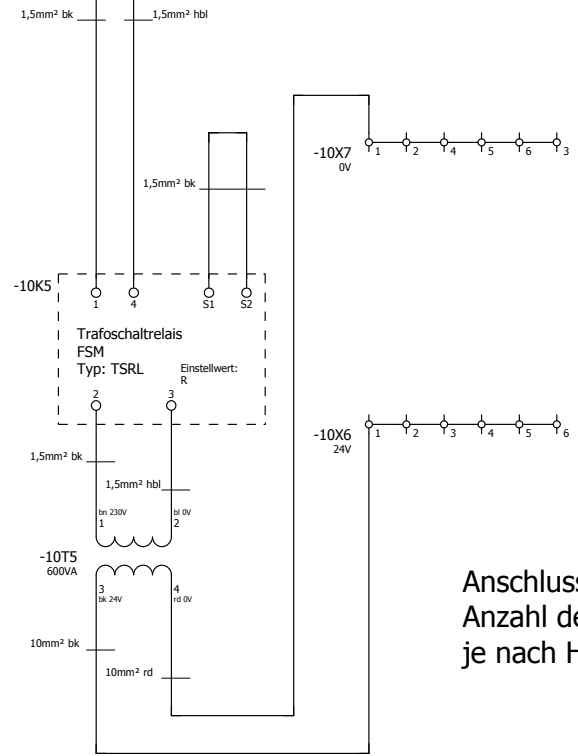 1,5mm² bk
1,5mm² hbl
-10X7
0V
1 2 4 5 6 3
1,5mm² bk
-10K5
1 4 S1 S2
Trafoschaltrelais
FSM
Typ: TSRL
Einstellwert:
R
2 3
-10X6
24V
1 2 3 4 5 6
1,5mm² bk
1,5mm² hbl
bn 230V
1
bl 0V
2
-10T5
600VA
3
bk 24V
4
rd 0V
10mm² bk
10mm² rd
Anschluss
Anzahl de
je nach H